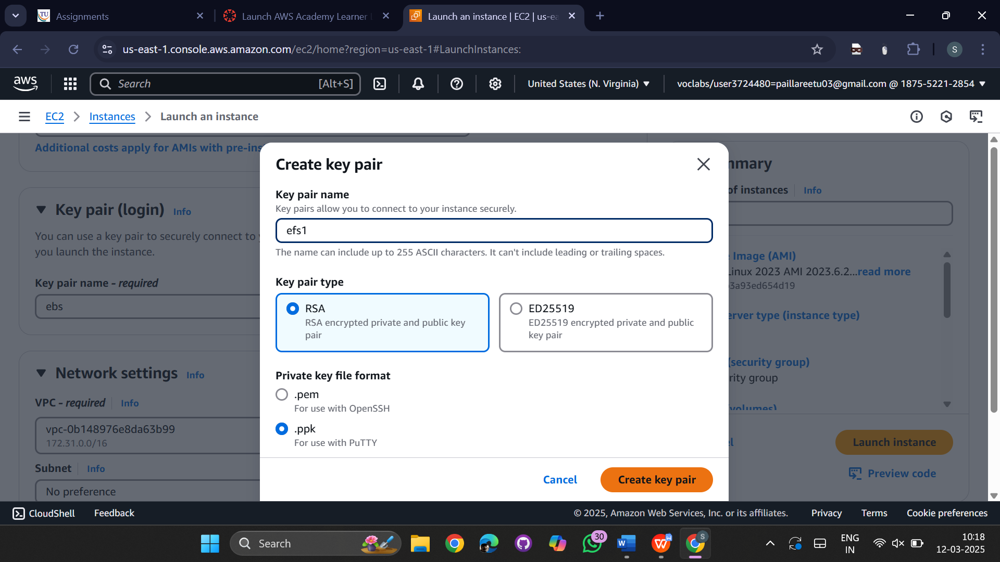 Assignments
Launch AWS Academy Learner
Launch an instance | EC2 | us-ea
us-east-1.console.aws.amazon.com/ec2/home?region=us-east-1#LaunchInstances:
S
aws
Search
[Alt+S]
United States (N. Virginia)
voclabs/user3724480=paillareetu03@gmail.com @ 1875-5221-2854
EC2
Instances
Launch an instance
Additional costs apply for AMIs with pre-ins
Key pair (login)
Info
You can use a key pair to securely connect to
you launch the instance.
Key pair name - required
ebs
Network settings
Info
VPC - required
Info
vpc-0b148976e8da63b99
172.31.0.0/16
Subnet
Info
No preference
Create key pair
Key pair name
Key pairs allow you to connect to your instance securely.
efs1
The name can include up to 255 ASCII characters. It can't include leading or trailing spaces.
Key pair type
RSA
RSA encrypted private and public key
pair
ED25519
ED25519 encrypted private and public
key pair
Private key file format
.pem
For use with OpenSSH
.ppk
For use with PuTTY
Cancel
Create key pair
mmary
of instances
Info
Image (AMI)
Linux 2023 AMI 2023.6.2...read more
3a93ed654d19
erver type (instance type)
(security group)
rity group
(volumes)
el
Launch instance
Preview code
CloudShell
Feedback
© 2025, Amazon Web Services, Inc. or its affiliates.
Privacy
Terms
Cookie preferences
Search
30
S
ENG
IN
10:18
12-03-2025